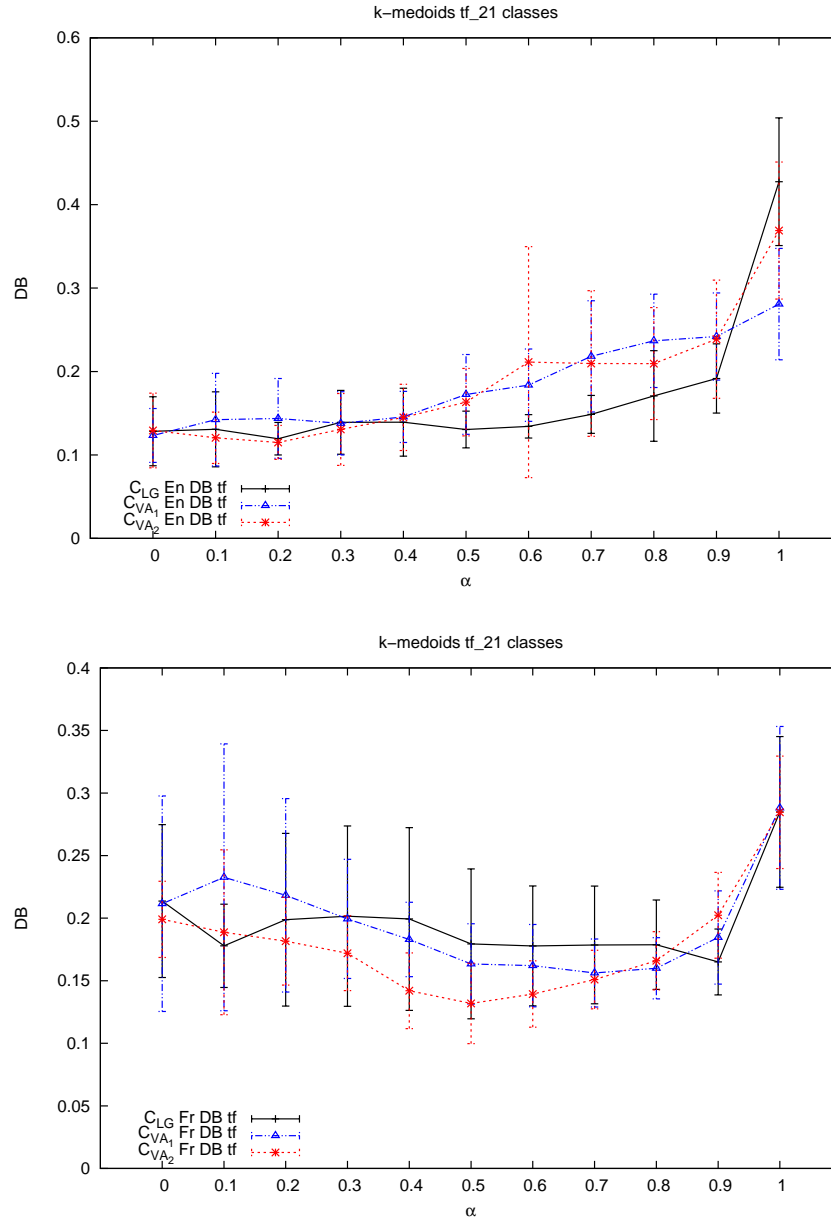 k−medoids tf_21 classes
0.6
0.5
0.4
0.3
0.2
0.1
0
DB
C_LG En DB tf
C_VA_1 En DB tf
C_VA_2 En DB tf
0 0.1 0.2 0.3 0.4 0.5 0.6 0.7 0.8 0.9 1
α
k−medoids tf_21 classes
0.4
0.35
0.3
0.25
0.2
0.15
0.1
0.05
0
DB
C_LG Fr DB tf
C_VA_1 Fr DB tf
C_VA_2 Fr DB tf
0 0.1 0.2 0.3 0.4 0.5 0.6 0.7 0.8 0.9 1
α